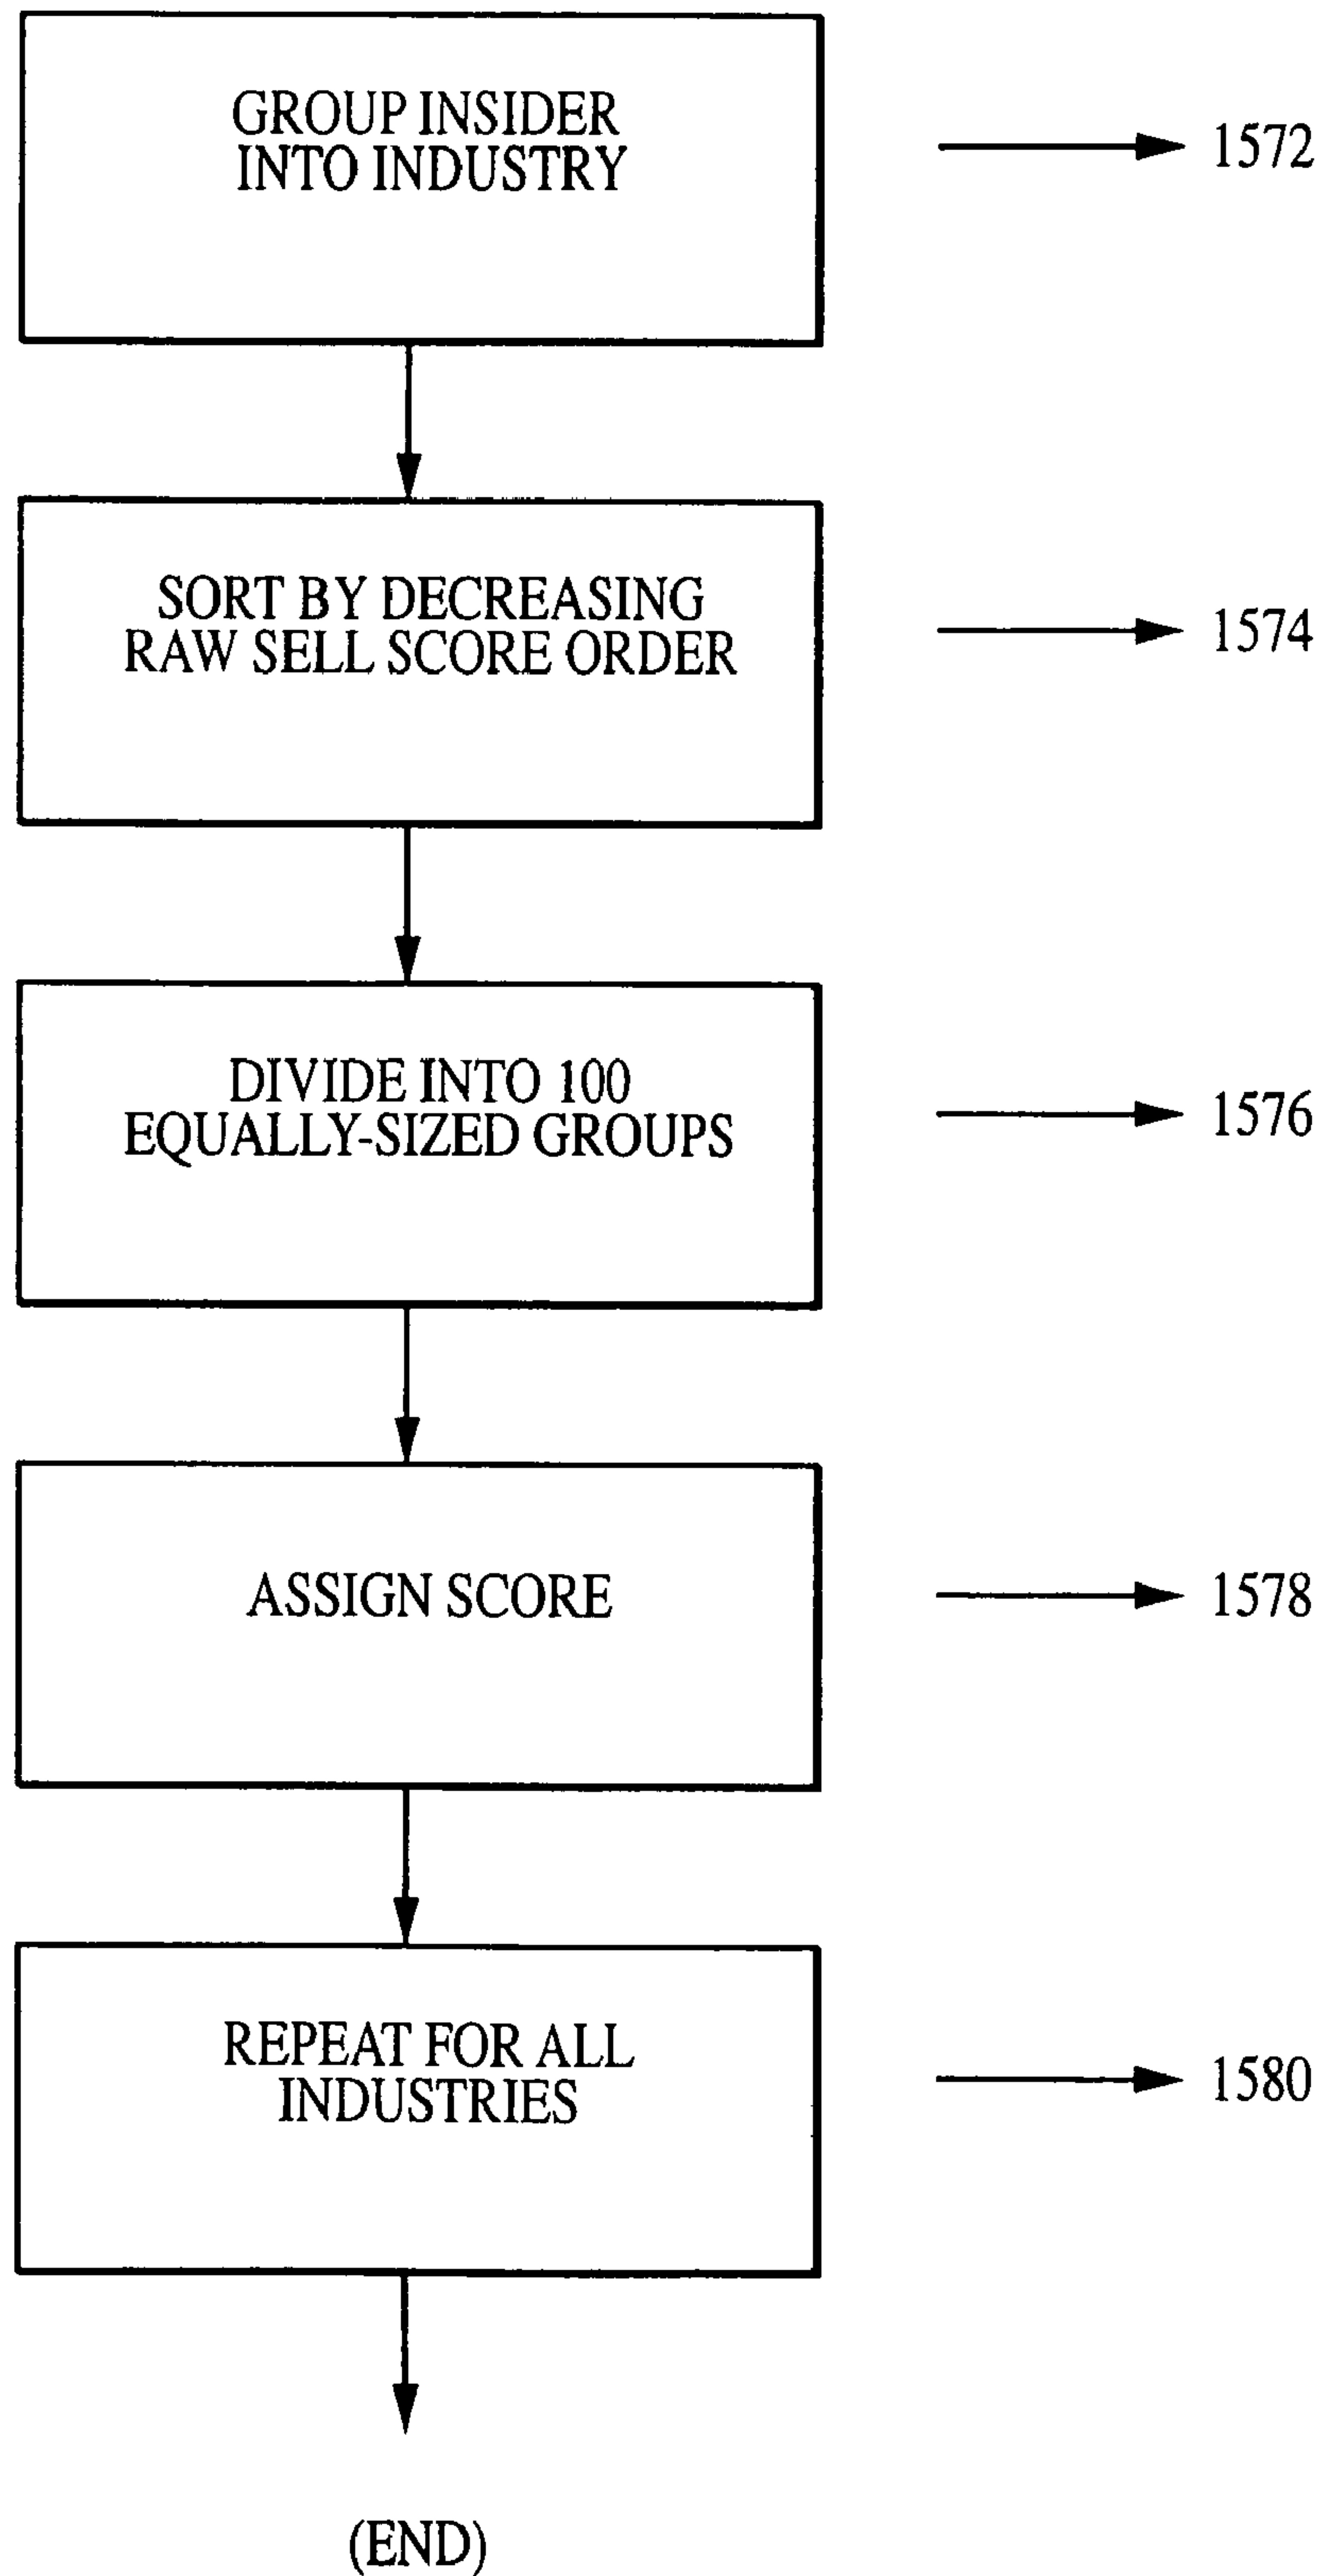 GROUP INSIDER
INTO INDUSTRY
1572
SORT BY DECREASING
RAW SELL SCORE ORDER
1574
DIVIDE INTO 100
EQUALLY-SIZED GROUPS
1576
ASSIGN SCORE
1578
REPEAT FOR ALL
INDUSTRIES
1580
(END)